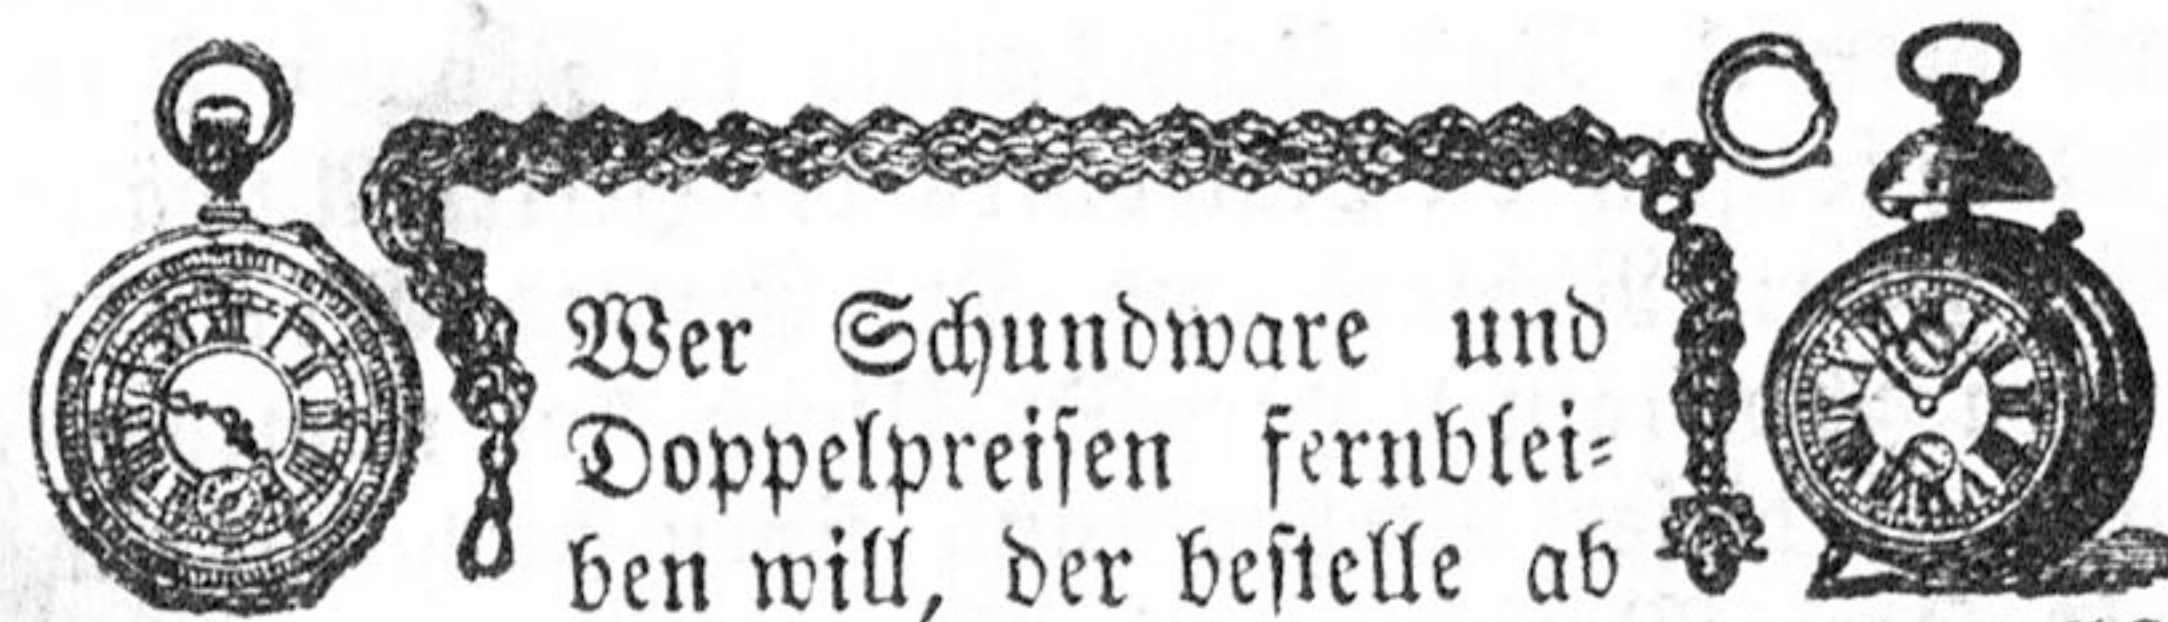 Wer Schundware und
Doppelpreiſen fernblei⸗
ben will, der beſtelle ab